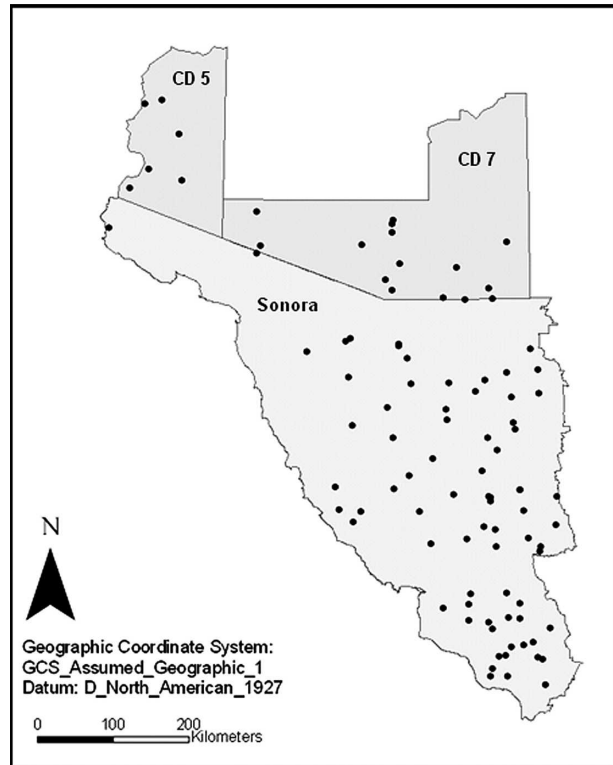 CD 5
CD 7
Sonora
N
Geographic Coordinate System:
GCS_Assumed_Geographic_1
Datum: D_North_American_1927
0 100 200
Kilometers